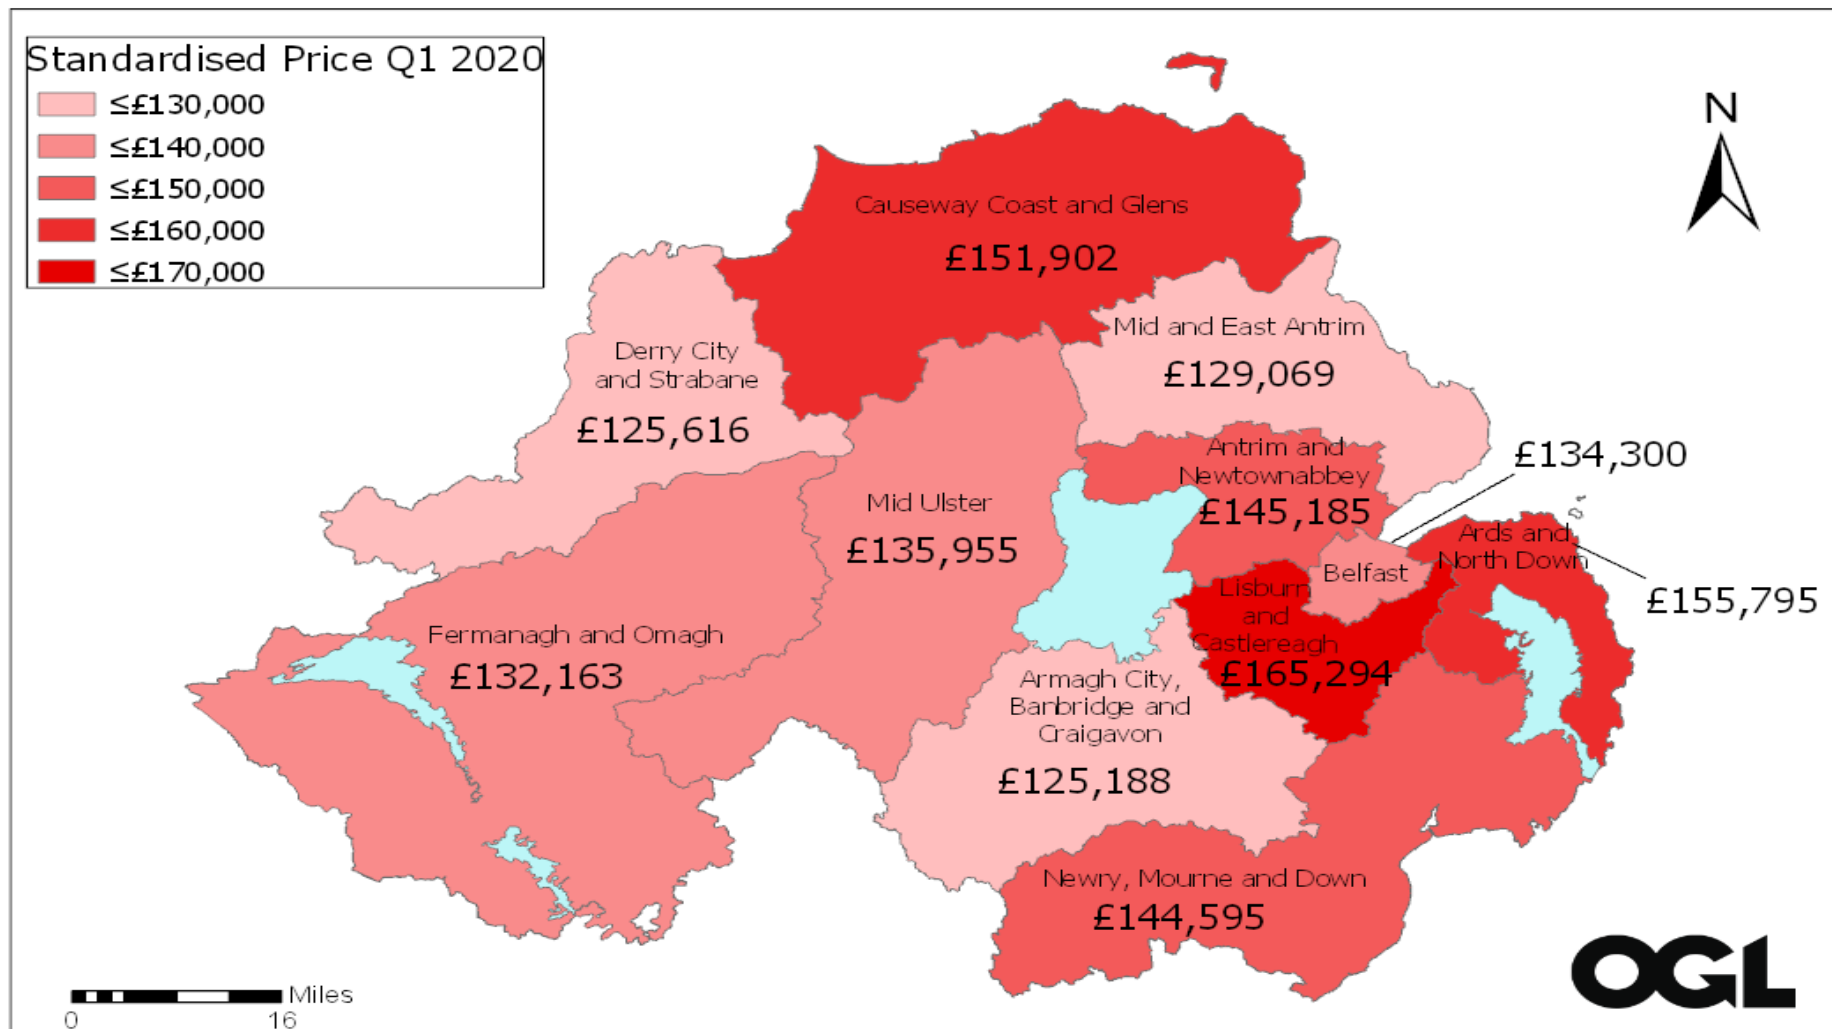 Standardised Price Q1 2020
≤£130,000
≤£140,000
≤£150,000
≤£160,000
≤£170,000
N
Causeway Coast and Glens
£151,902
Mid and East Antrim
£129,069
Derry City
and Strabane
£125,616
Antrim and
Newtownabbey
£145,185
£134,300
Mid Ulster
£135,955
Ards and
North Down
£155,795
Belfast
Lisburn
and
Castlereagh
£165,294
Fermanagh and Omagh
£132,163
Armagh City,
Banbridge and
Craigavon
£125,188
Newry, Mourne and Down
£144,595
OGL
Miles
0 16